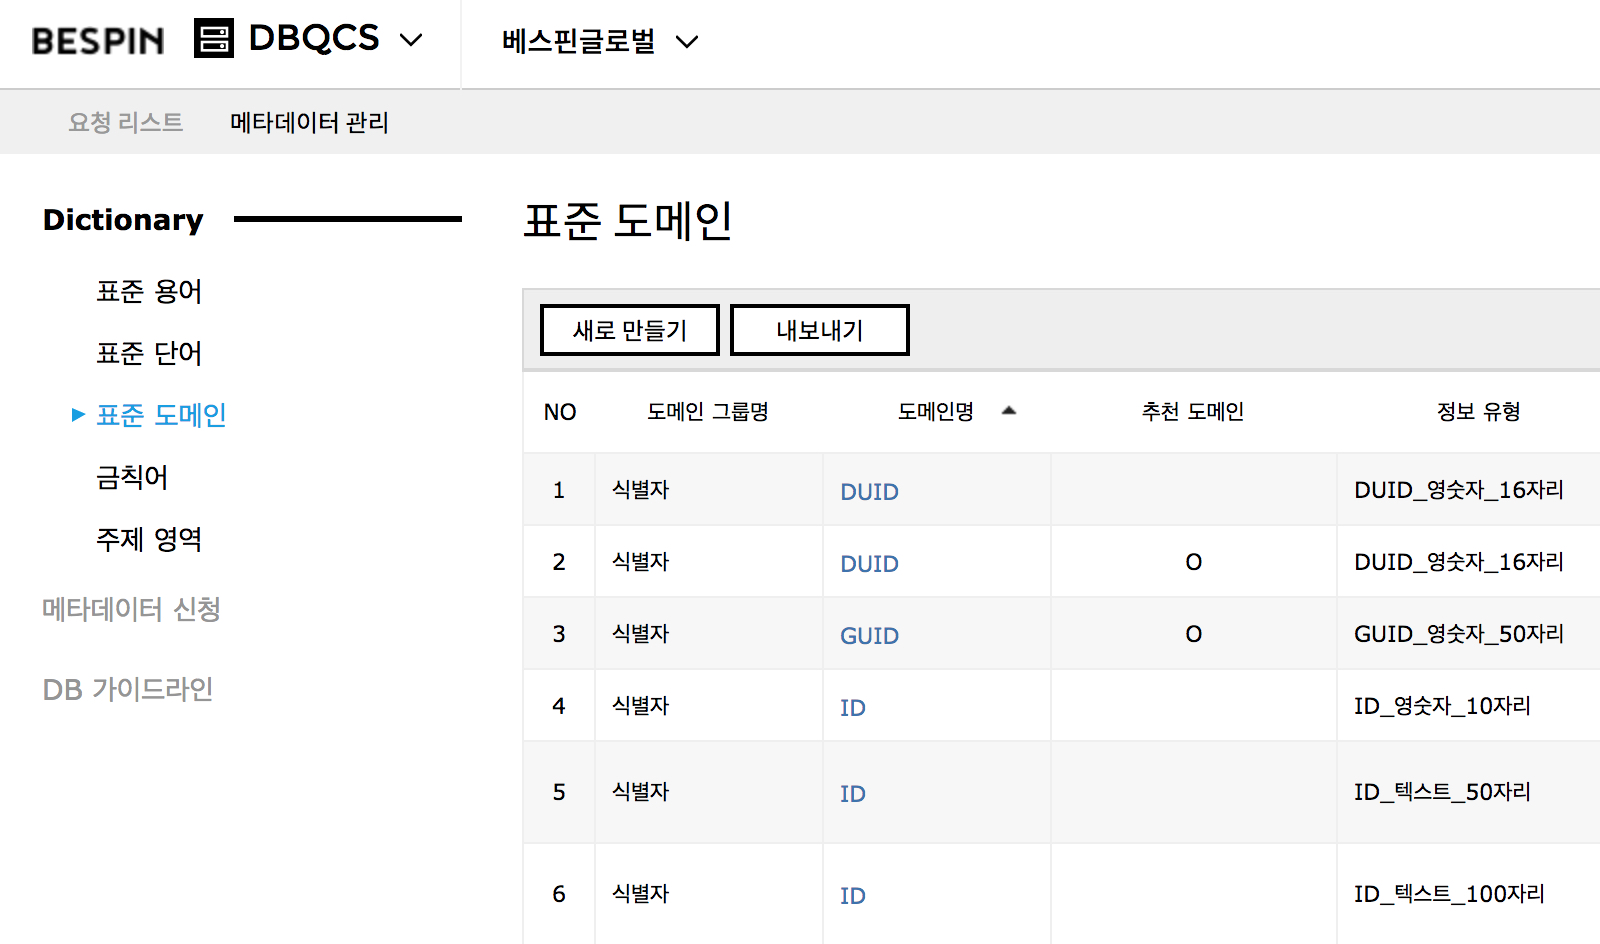 BESPIN DBQCS 베스핀글로벌
요청 리스트 메타데이터 관리
Dictionary
표준 용어
표준 단어
표준 도메인
금칙어
주제 영역
메타데이터 신청
DB 가이드라인
표준 도메인
새로 만들기 내보내기
NO 도메인 그룹명 도메인명 추천 도메인 정보 유형
1 식별자 DUID DUID_영숫자_16자리
2 식별자 DUID O DUID_영숫자_16자리
3 식별자 GUID O GUID_영숫자_50자리
4 식별자 ID ID_영숫자_10자리
5 식별자 ID ID_텍스트_50자리
6 식별자 ID ID_텍스트_100자리